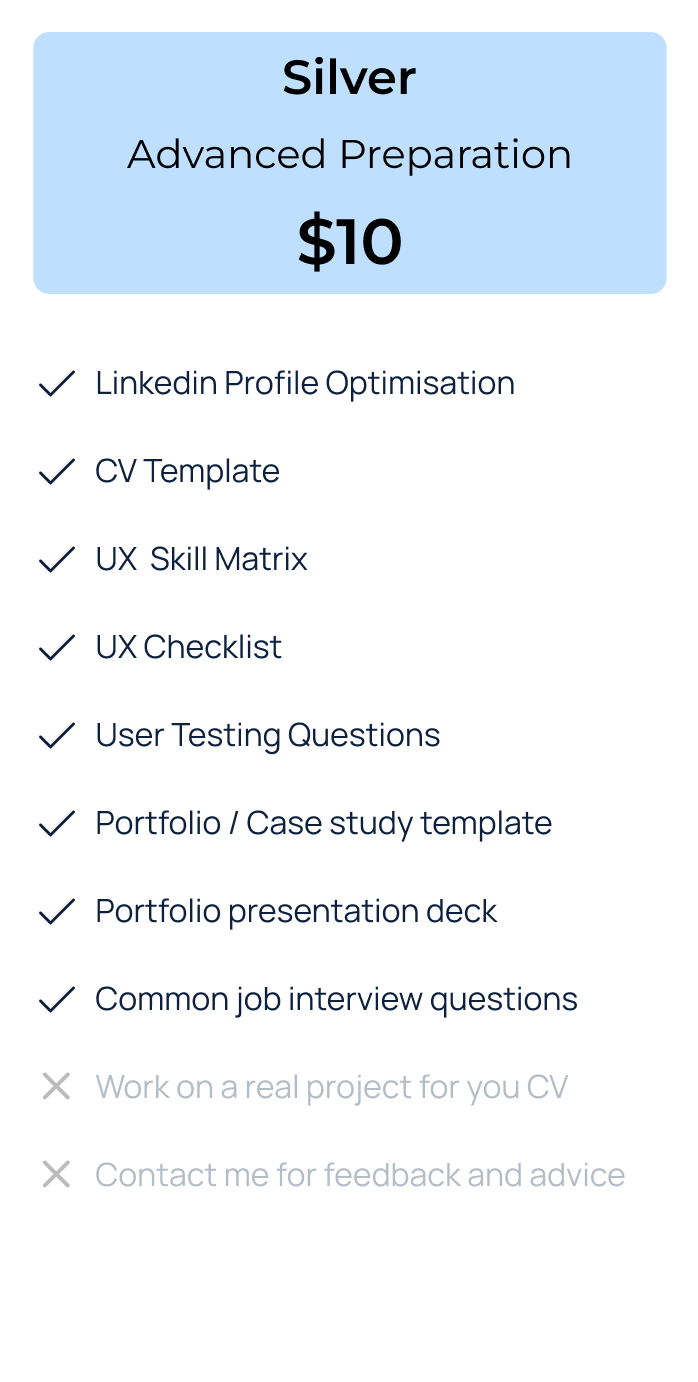 Silver
Advanced Preparation
$10
Linkedin Profile Optimisation
CV Template
UX  Skill Matrix
UX Checklist
User Testing Questions
Portfolio / Case study template
Portfolio presentation deck
Common job interview questions
Work on a real project for you CV
Contact me for feedback and advice